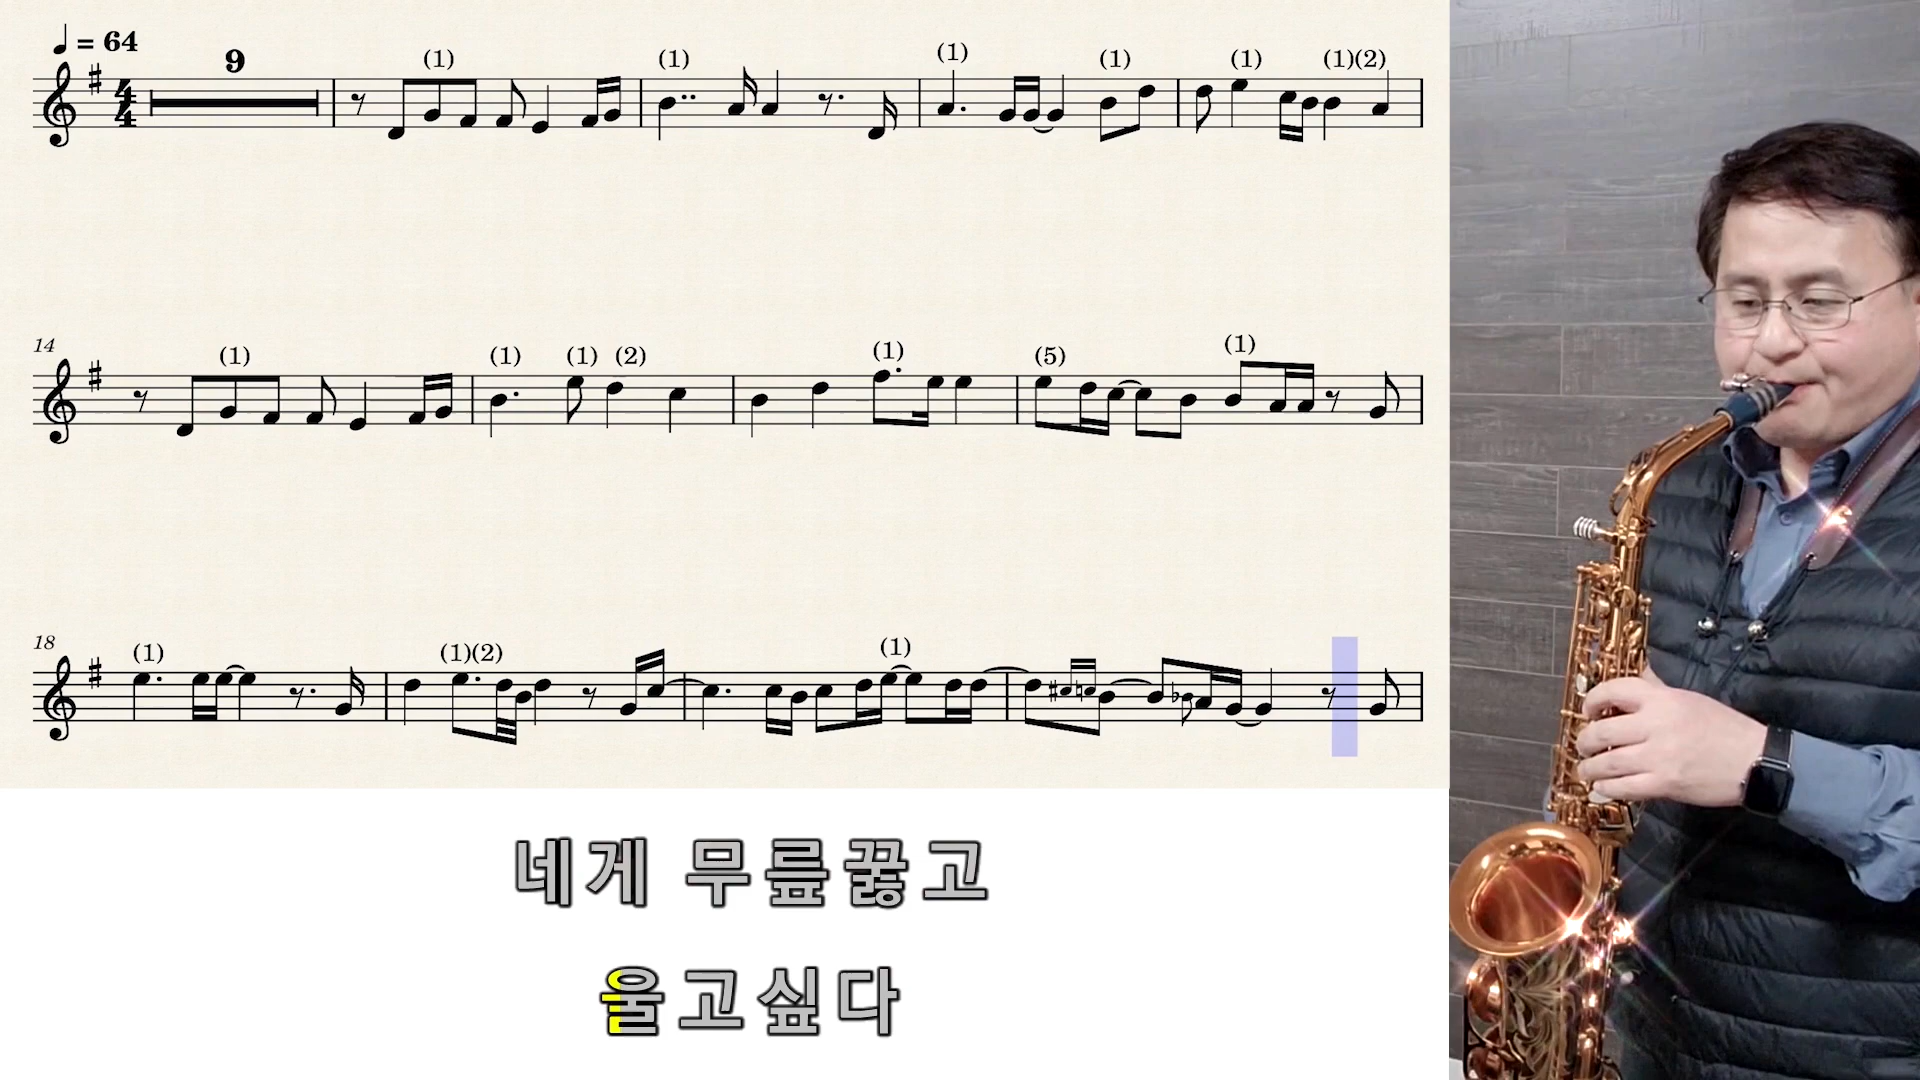 ♩ = 64
9
(1) (1) (1) (1) (1) (1)(2)
14
(1) (1) (1) (2) (1) (5) (1)
18
(1) (1)(2) (1)
네게 무릎꿇고
울고싶다